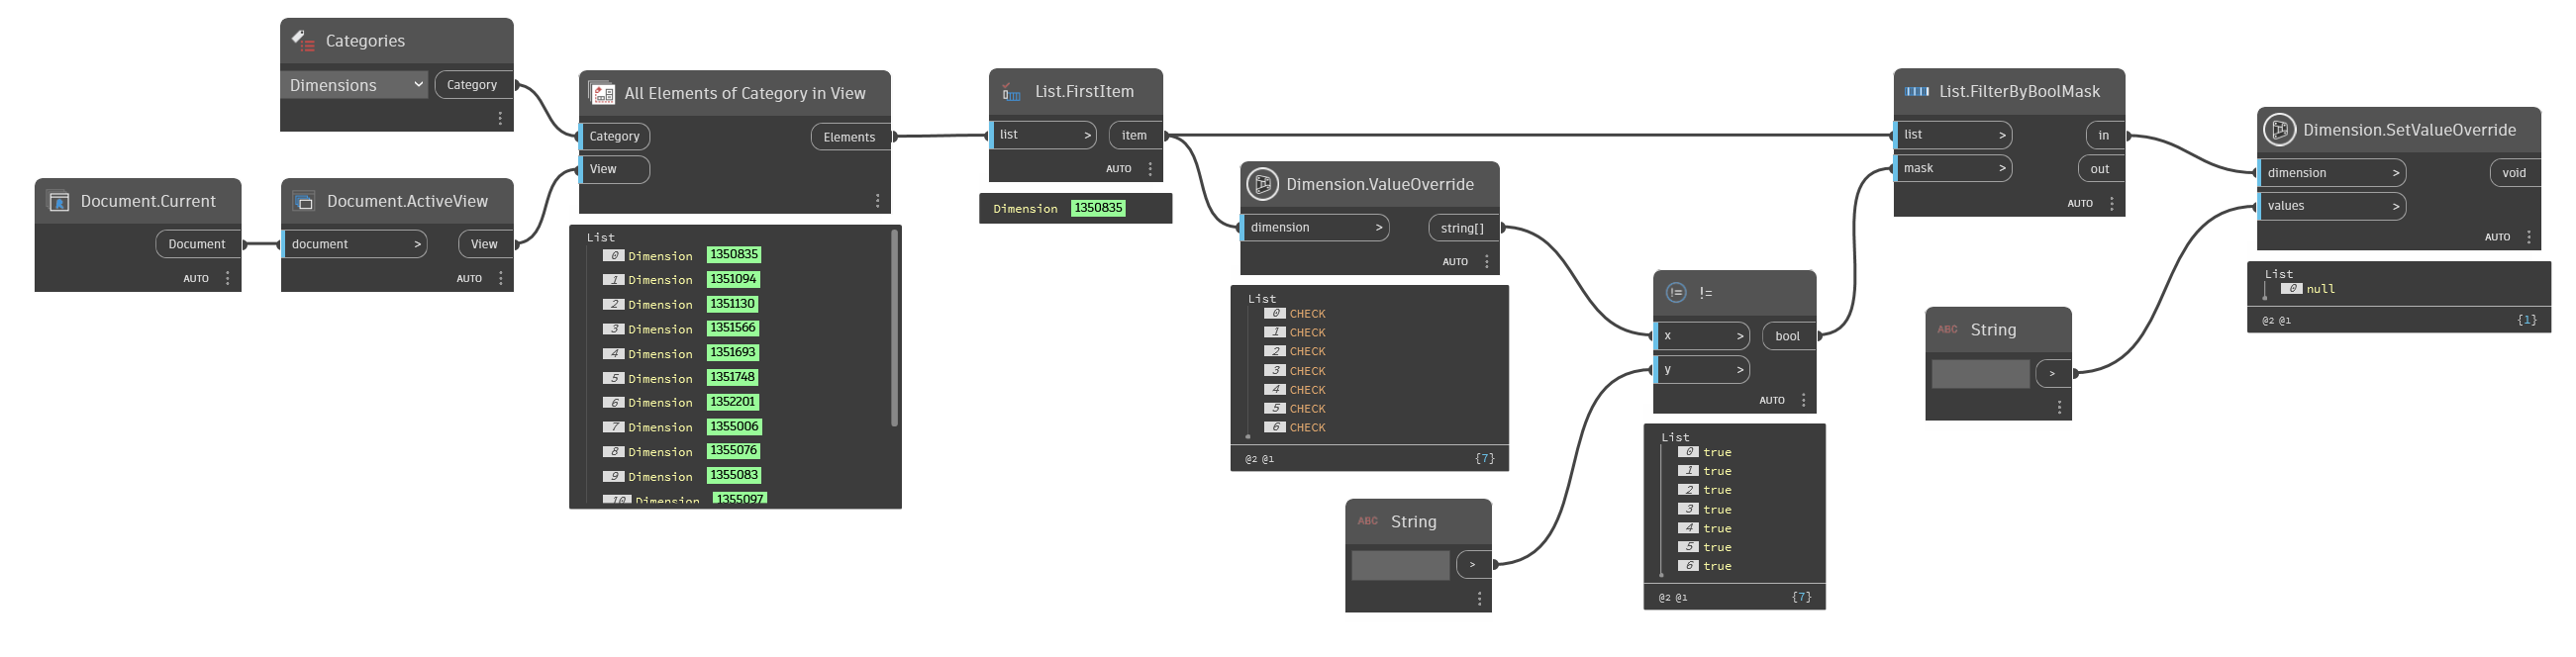 Categories
Dimensions
Category
Document.Current
Document
AUTO
Document.ActiveView
document >
View
AUTO
All Elements of Category in View
Category
Elements
View
List
0 Dimension 1350835
1 Dimension 1351094
2 Dimension 1351130
3 Dimension 1351566
4 Dimension 1351693
5 Dimension 1351748
6 Dimension 1352201
7 Dimension 1355006
8 Dimension 1355076
9 Dimension 1355083
10 Dimension 1355097
List.FirstItem
list >
item
AUTO
Dimension 1350835
Dimension.ValueOverride
dimension >
string[]
AUTO
List
0 CHECK
1 CHECK
2 CHECK
3 CHECK
4 CHECK
5 CHECK
6 CHECK
@2 @1 {7}
ABC String
>
!= !=
x >
bool
y >
AUTO
List
0 true
1 true
2 true
3 true
4 true
5 true
6 true
@2 @1 {7}
List.FilterByBoolMask
list >
in
mask >
out
AUTO
ABC String
>
Dimension.SetValueOverride
dimension >
void
values >
AUTO
List
0 null
@2 @1 {1}